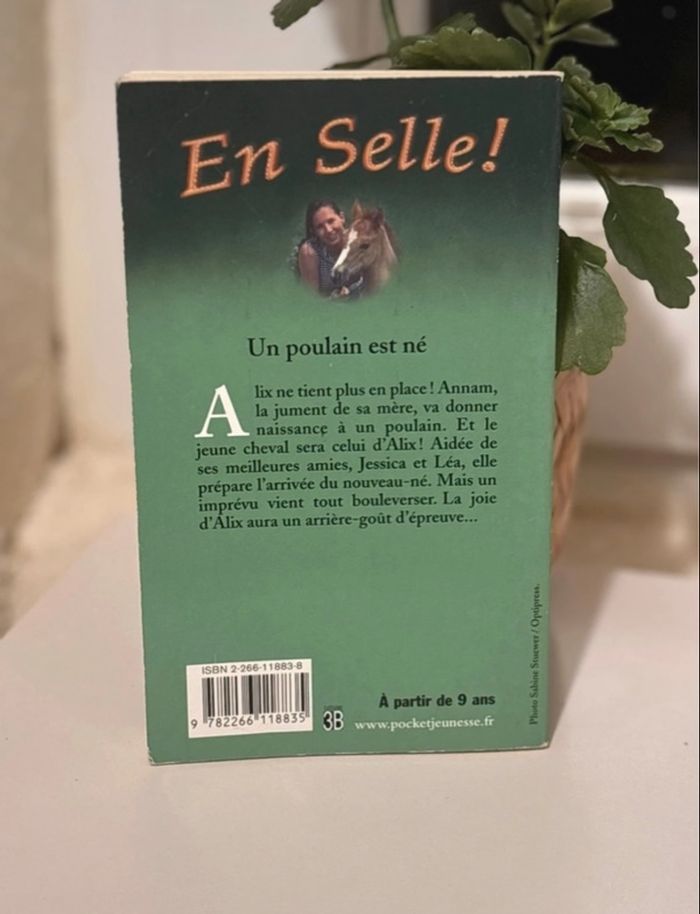 En Selle!
Un poulain est né
Alix ne tient plus en place ! Annam,
la jument de sa mère, va donner
naissance à un poulain. Et le
jeune cheval sera celui d'Alix ! Aidée de
ses meilleures amies, Jessica et Léa, elle
prépare l'arrivée du nouveau-né. Mais un
imprévu vient tout bouleverser. La joie
d'Alix aura un arrière-goût d'épreuve...
Photo Sabine Stuewer / Optipress.
ISBN 2-266-11883-8
9 782266 118835
3B
À partir de 9 ans
www.pocketjeunesse.fr